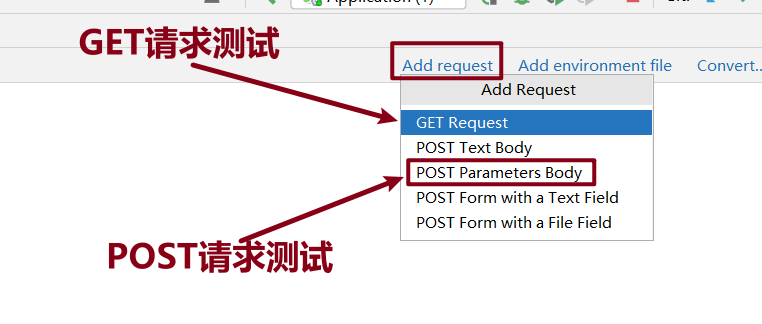 Application (1)
GET请求测试
Add request
Add environment file
Convert..
Add Request
GET Request
POST Text Body
POST Parameters Body
POST Form with a Text Field
POST Form with a File Field
POST请求测试